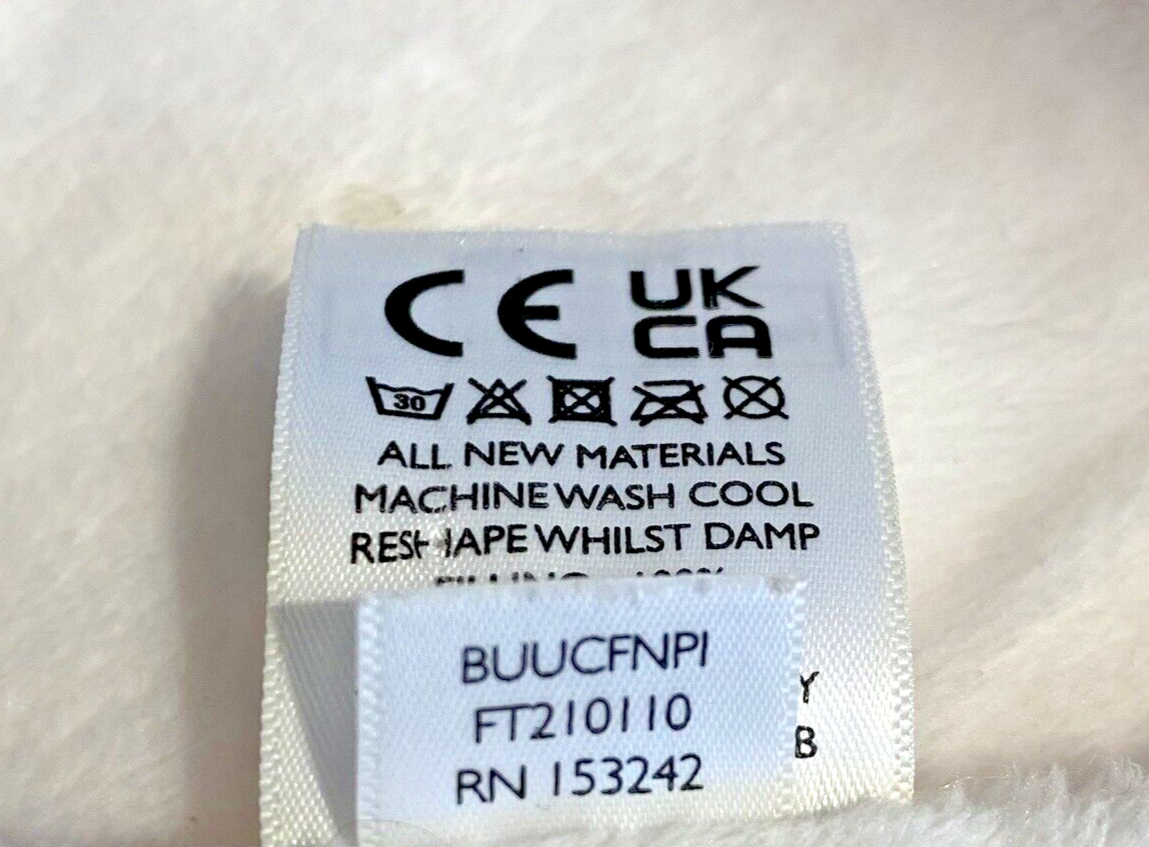 CE UK
CA
30
ALL NEW MATERIALS
MACHINE WASH COOL
RESHAPE WHILST DAMP
BUUCFNPI
FT210110
RN 153242
Y
B